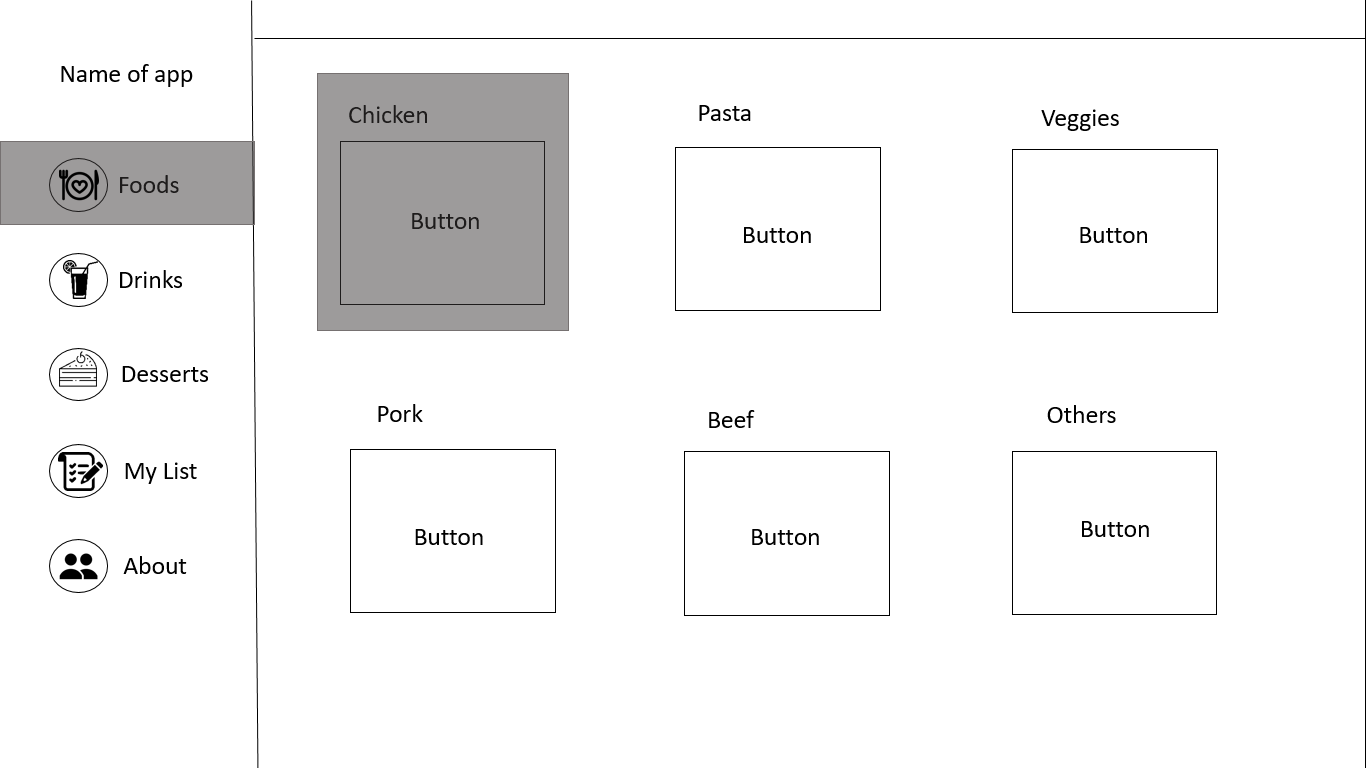 Name of app
Foods
Drinks
Desserts
My List
About
Chicken
Button
Pasta
Button
Veggies
Button
Pork
Button
Beef
Button
Others
Button